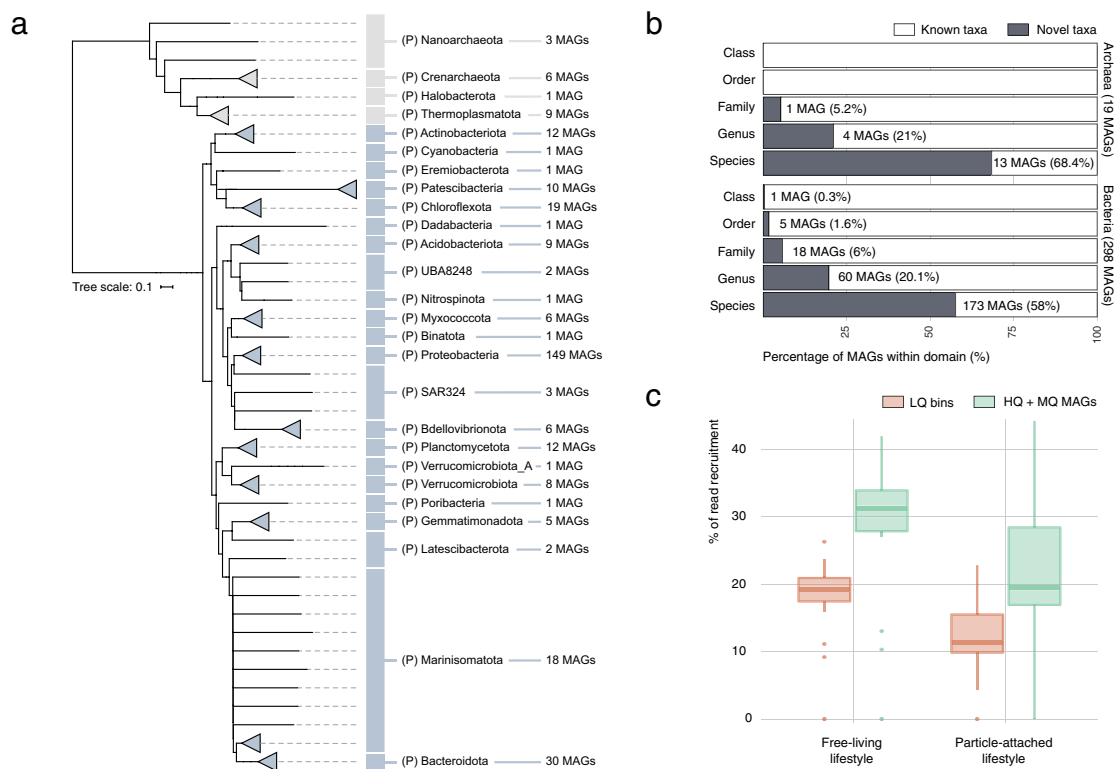 a
(P) Nanoarchaeota 3 MAGs
(P) Crenarchaeota 6 MAGs
(P) Halobacterota 1 MAG
(P) Thermoplasmatota 9 MAGs
(P) Actinobacteriota 12 MAGs
(P) Cyanobacteria 1 MAG
(P) Eremiobacterota 1 MAG
(P) Patescibacteria 10 MAGs
(P) Chloroflexota 19 MAGs
(P) Dadabacteria 1 MAG
(P) Acidobacteriota 9 MAGs
(P) UBA8248 2 MAGs
Tree scale: 0.1
(P) Nitrospinota 1 MAG
(P) Myxococcota 6 MAGs
(P) Binatota 1 MAG
(P) Proteobacteria 149 MAGs
(P) SAR324 3 MAGs
(P) Bdellovibrionota 6 MAGs
(P) Planctomycetota 12 MAGs
(P) Verrucomicrobiota_A 1 MAG
(P) Verrucomicrobiota 8 MAGs
(P) Poribacteria 1 MAG
(P) Gemmatimonadota 5 MAGs
(P) Latescibacterota 2 MAGs
(P) Marinisomatota 18 MAGs
(P) Bacteroidota 30 MAGs
b
Known taxa Novel taxa
Class
Order
Family 1 MAG (5.2%)
Genus 4 MAGs (21%)
Species 13 MAGs (68.4%)
Archaea (19 MAGs)
Class 1 MAG (0.3%)
Order 5 MAGs (1.6%)
Family 18 MAGs (6%)
Genus 60 MAGs (20.1%)
Species 173 MAGs (58%)
Bacteria (298 MAGs)
25 50 75 100
Percentage of MAGs within domain (%)
c
LQ bins HQ + MQ MAGs
% of read recruitment
40
30
20
10
0
Free-living
lifestyle
Particle-attached
lifestyle